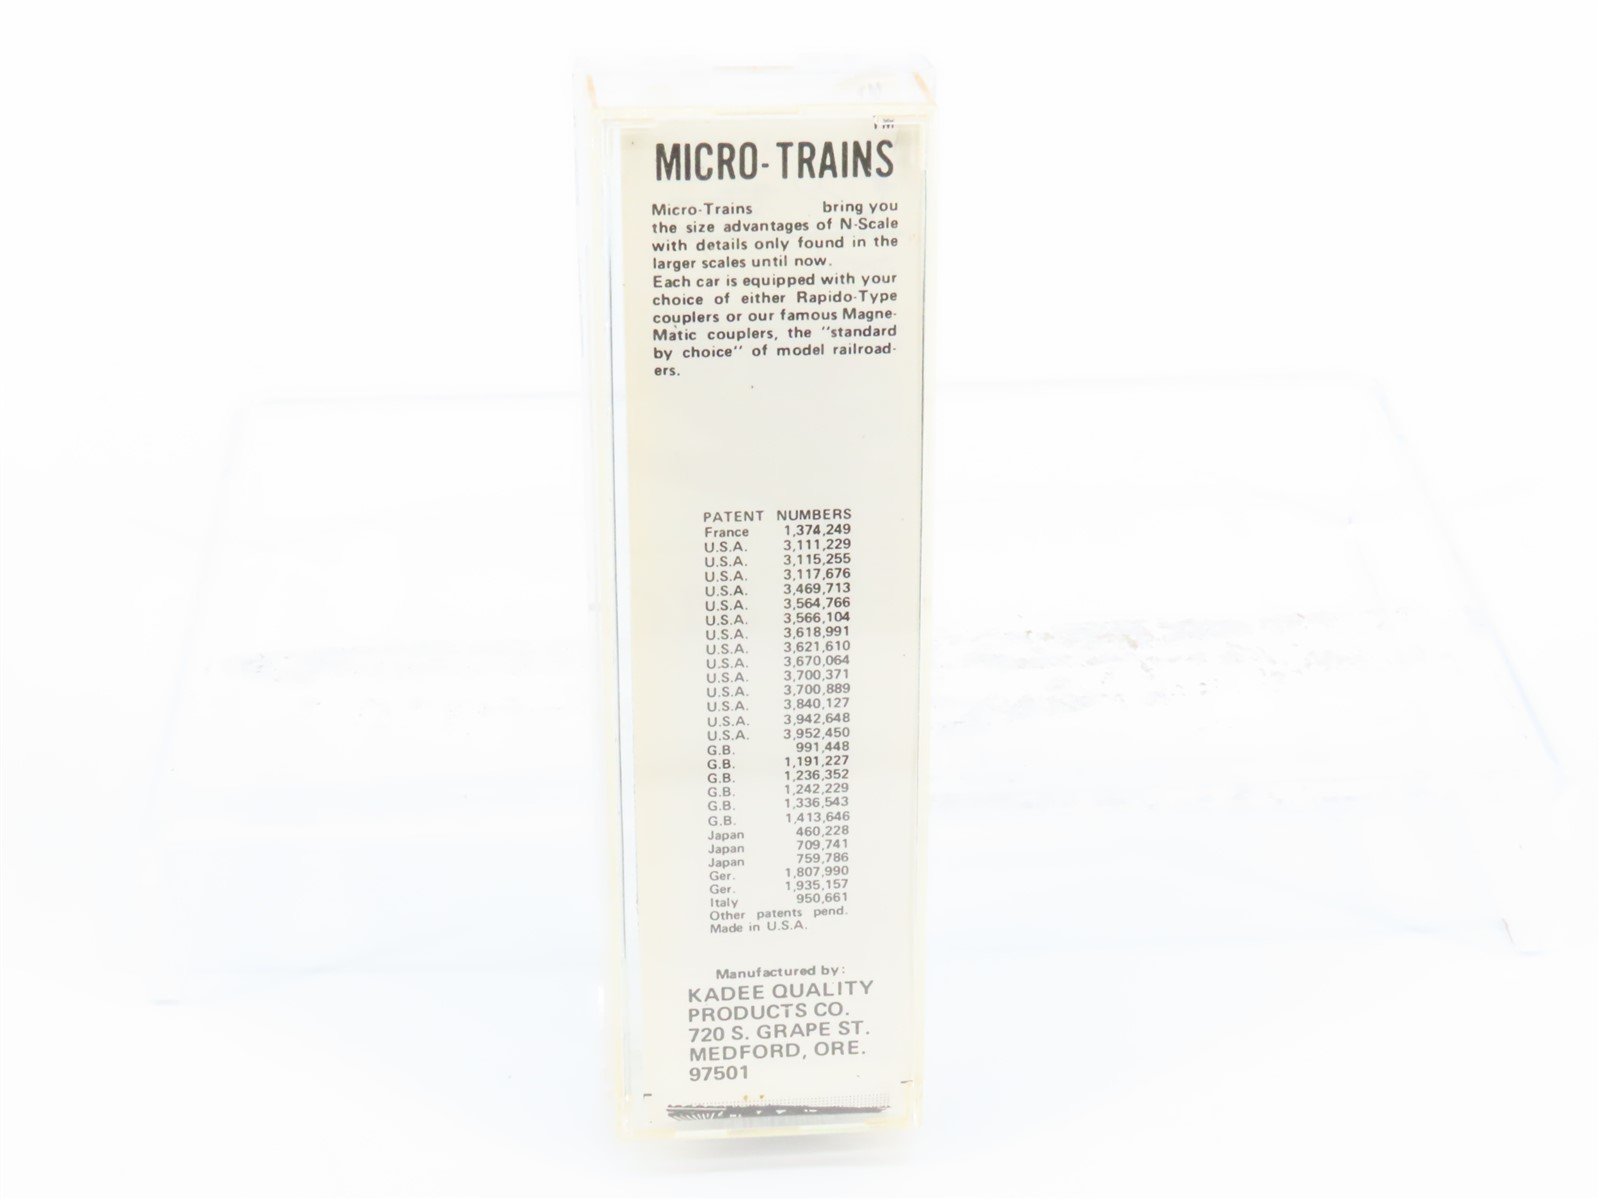 TM
MICRO-TRAINS
Micro-Trains bring you
the size advantages of N-Scale
with details only found in the
larger scales until now.
Each car is equipped with your
choice of either Rapido-Type
couplers or our famous Magne-
Matic couplers, the "standard
by choice" of model railroad-
ers.
PATENT NUMBERS
France 1,374,249
U.S.A. 3,111,229
U.S.A. 3,115,255
U.S.A. 3,117,676
U.S.A. 3,469,713
U.S.A. 3,564,766
U.S.A. 3,566,104
U.S.A. 3,618,991
U.S.A. 3,621,610
U.S.A. 3,670,064
U.S.A. 3,700,371
U.S.A. 3,700,889
U.S.A. 3,840,127
U.S.A. 3,942,648
U.S.A. 3,952,450
G.B. 991,448
G.B. 1,191,227
G.B. 1,236,352
G.B. 1,242,229
G.B. 1,336,543
G.B. 1,413,646
Japan 460,228
Japan 709,741
Japan 759,786
Ger. 1,807,990
Ger. 1,935,157
Italy 950,661
Other patents pend.
Made in U.S.A.
Manufactured by:
KADEE QUALITY
PRODUCTS CO.
720 S. GRAPE ST.
MEDFORD, ORE.
97501